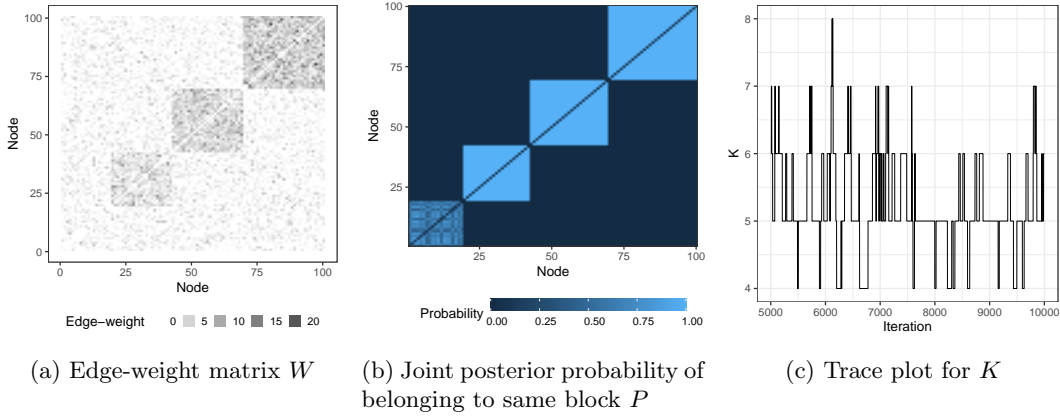 100
75
50
25
0
Node
0
25
50
75
100
Node
Edge−weight 0 5 10 15 20
(a) Edge-weight matrix W
100
75
50
25
Node
25
50
75
100
Node
Probability
0.00 0.25 0.50 0.75 1.00
(b) Joint posterior probability of
belonging to same block P
8
7
6
5
4
K
5000
6000
7000
8000
9000
10000
Iteration
(c) Trace plot for K